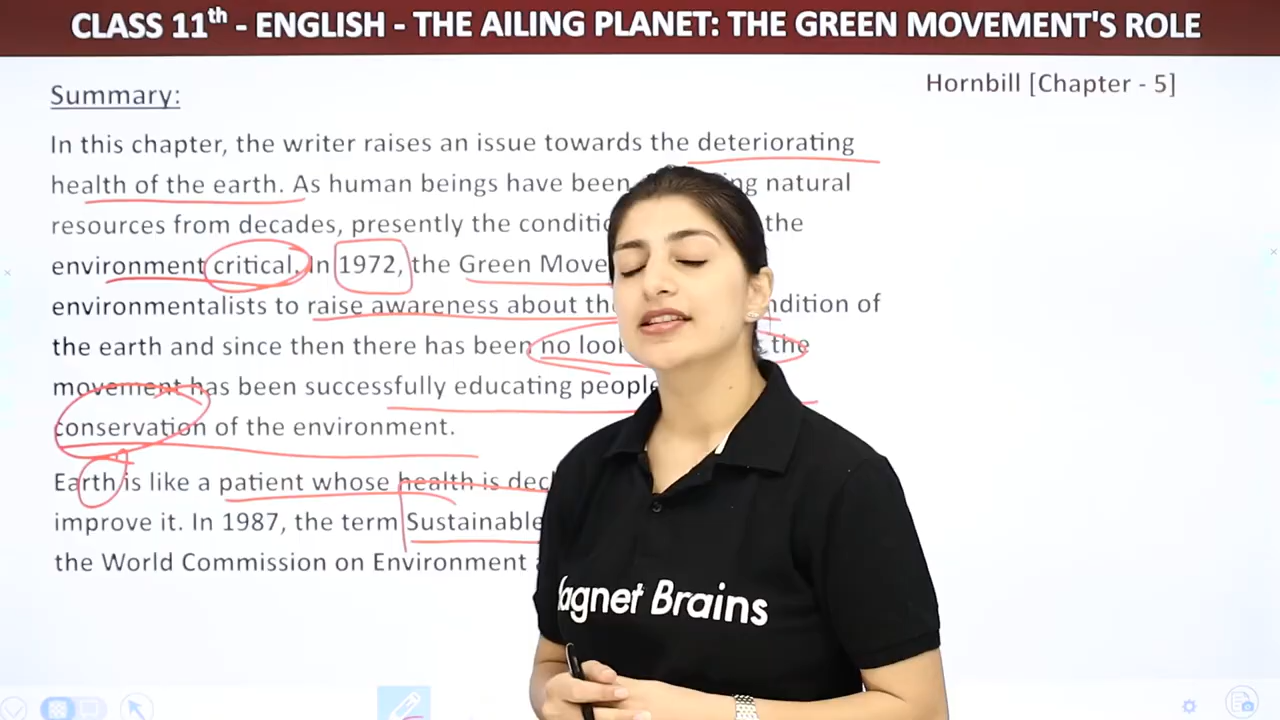 CLASS 11th - ENGLISH - THE AILING PLANET: THE GREEN MOVEMENT'S ROLE
Hornbill [Chapter - 5]
Summary:
In this chapter, the writer raises an issue towards the deteriorating
health of the earth. As human beings have been natural
resources from decades, presently the the
environment critical. In 1972, the Green
environmentalists to raise awareness about of
the earth and since then there has been no the
movement has been successfully educating
conservation of the environment.
Earth is like a patient whose health is
improve it. In 1987, the term Sustainable
the World Commission on Environment
Magnet Brains